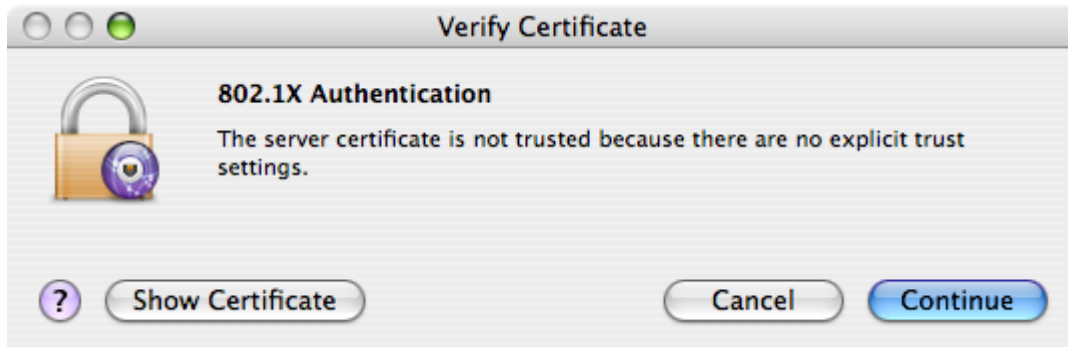 Verify Certificate
802.1X Authentication
The server certificate is not trusted because there are no explicit trust
settings.
?
Show Certificate
Cancel
Continue